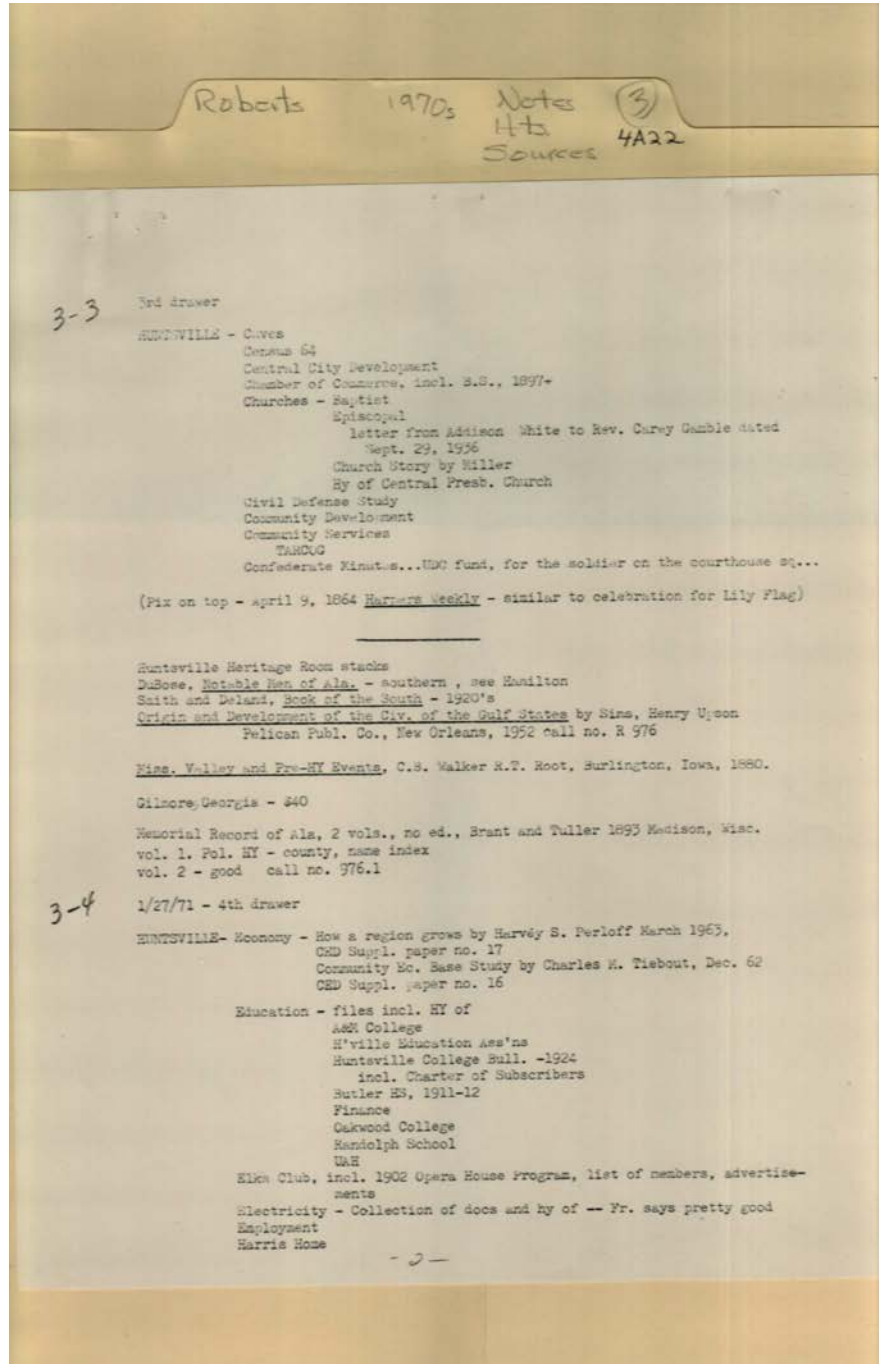 Roberts 1970s Notes (3)
Hts 4A22
Sources
3-3 3rd drawer
HUNTSVILLE - Caves
Census 64
Central City Development
Chamber of Commerce, incl. B.S., 1897+
Churches - Baptist
Episcopal
letter from Addison White to Rev. Carey Gamble dated
Sept. 29, 1936
Church Story by Miller
Hy of Central Presb. Church
Civil Defense Study
Community Development
Community Services
TARCOG
Confederate Minutes...UDC fund, for the soldier on the courthouse sq...
(Pix on top - April 9, 1864 Harpers Weekly - similar to celebration for Lily Flag)
Huntsville Heritage Room stacks
DuBose, Notable Men of Ala. - southern , see Hamilton
Smith and Deland, Book of the South - 1920's
Origin and Development of the Civ. of the Gulf States by Sims, Henry Upson
Pelican Publ. Co., New Orleans, 1952 call no. R 976
Miss. Valley and Pre-HY Events, C.B. Walker R.T. Root, Burlington, Iowa, 1880.
Gilmore,Georgia - $40
Memorial Record of Ala, 2 vols., no ed., Brant and Tuller 1893 Madison, Wisc.
vol. 1. Pol. HY - county, name index
vol. 2 - good call no. 976.1
3-4 1/27/71 - 4th drawer
HUNTSVILLE- Economy - How a region grows by Harvey S. Perloff March 1963,
CED Suppl. paper no. 17
Community Ec. Base Study by Charles M. Tiebout, Dec. 62
CED Suppl. paper no. 16
Education - files incl. HY of
A&M College
H'ville Education Ass'ns
Huntsville College Bull. -1924
incl. Charter of Subscribers
Butler HS, 1911-12
Finance
Oakwood College
Randolph School
UAH
Elks Club, incl. 1902 Opera House Program, list of members, advertize-
ments
Electricity - Collection of docs and hy of -- Fr. says pretty good
Employment
Harris Home
- 2 -